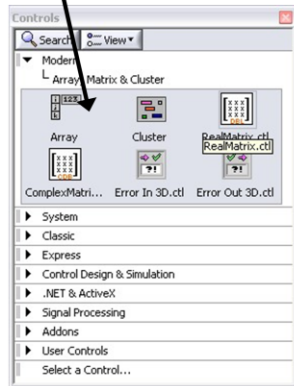 Controls
Search View
Modern
Array, Matrix & Cluster
Array Cluster RealMatrix.ctl
RealMatrix.ctl
ComplexMatri... Error In 3D.ctl Error Out 3D.ctl
System
Classic
Express
Control Design & Simulation
.NET & ActiveX
Signal Processing
Addons
User Controls
Select a Control...